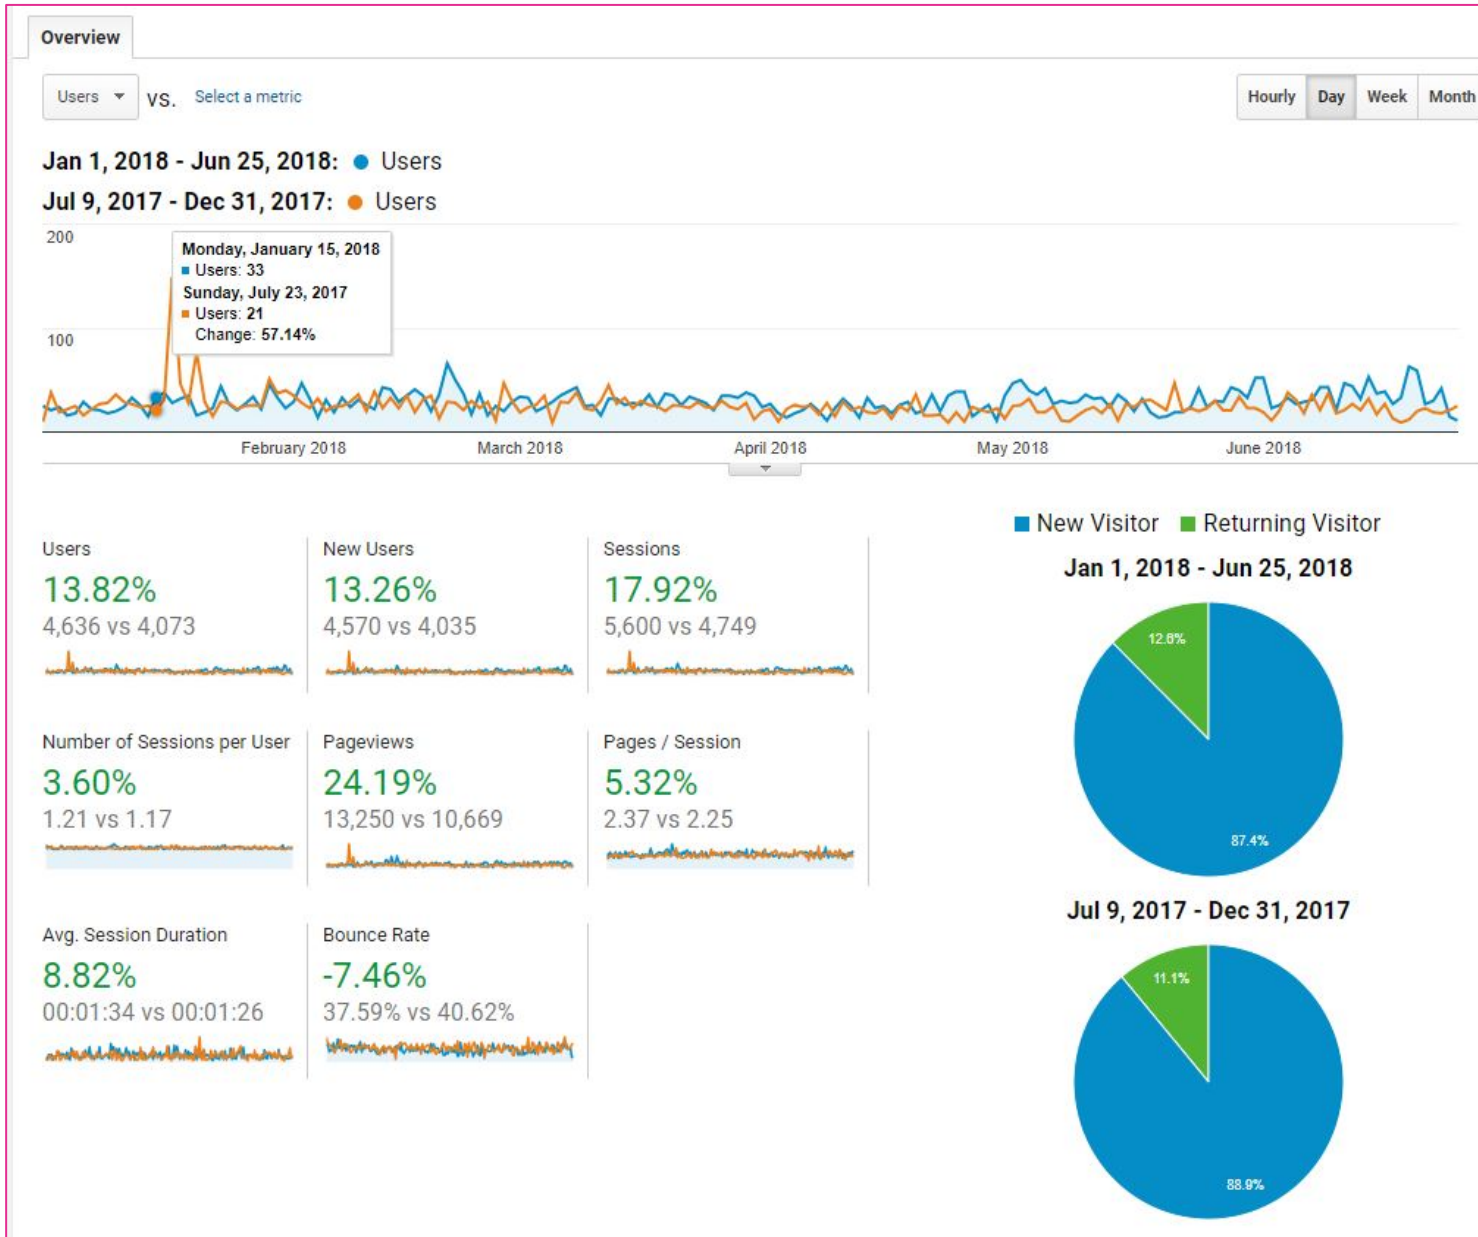 Overview
Users VS. Select a metric
Hourly Day Week Month
Jan 1, 2018 - Jun 25, 2018: Users
Jul 9, 2017 - Dec 31, 2017: Users
200
Monday, January 15, 2018
Users: 33
Sunday, July 23, 2017
Users: 21
Change: 57.14%
100
February 2018 March 2018 April 2018 May 2018 June 2018
New Visitor Returning Visitor
Jan 1, 2018 - Jun 25, 2018
12.6%
87.4%
Jul 9, 2017 - Dec 31, 2017
11.1%
88.9%
Users
13.82%
4,636 vs 4,073
New Users
13.26%
4,570 vs 4,035
Sessions
17.92%
5,600 vs 4,749
Number of Sessions per User
3.60%
1.21 vs 1.17
Pageviews
24.19%
13,250 vs 10,669
Pages / Session
5.32%
2.37 vs 2.25
Avg. Session Duration
8.82%
00:01:34 vs 00:01:26
Bounce Rate
-7.46%
37.59% vs 40.62%